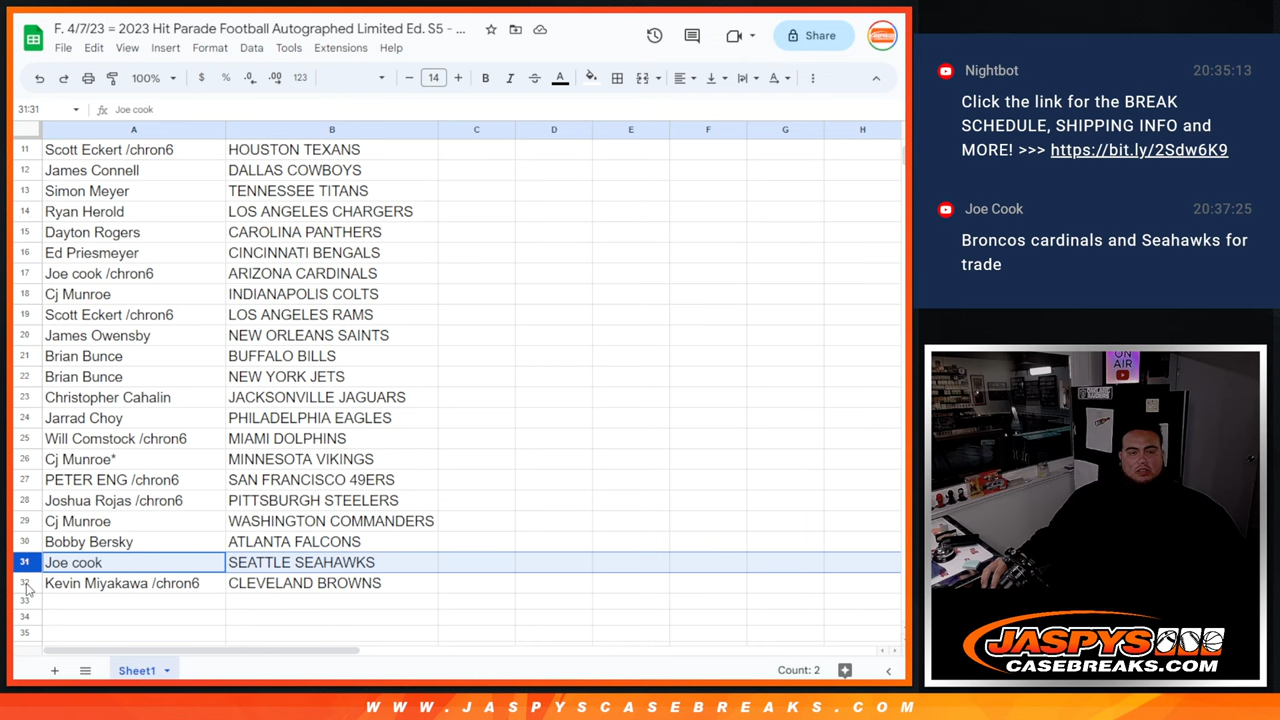 F. 4/7/23 = 2023 Hit Parade Football Autographed Limited Ed. S5 - ...
File Edit View Insert Format Data Tools Extensions Help
Share
100% $ % .0 .00 123 14 B I A
31:31 fx Joe cook
A B C D E F G H
11 Scott Eckert /chron6 HOUSTON TEXANS
12 James Connell DALLAS COWBOYS
13 Simon Meyer TENNESSEE TITANS
14 Ryan Herold LOS ANGELES CHARGERS
15 Dayton Rogers CAROLINA PANTHERS
16 Ed Priesmeyer CINCINNATI BENGALS
17 Joe cook /chron6 ARIZONA CARDINALS
18 Cj Munroe INDIANAPOLIS COLTS
19 Scott Eckert /chron6 LOS ANGELES RAMS
20 James Owensby NEW ORLEANS SAINTS
21 Brian Bunce BUFFALO BILLS
22 Brian Bunce NEW YORK JETS
23 Christopher Cahalin JACKSONVILLE JAGUARS
24 Jarrad Choy PHILADELPHIA EAGLES
25 Will Comstock /chron6 MIAMI DOLPHINS
26 Cj Munroe* MINNESOTA VIKINGS
27 PETER ENG /chron6 SAN FRANCISCO 49ERS
28 Joshua Rojas /chron6 PITTSBURGH STEELERS
29 Cj Munroe WASHINGTON COMMANDERS
30 Bobby Bersky ATLANTA FALCONS
31 Joe cook SEATTLE SEAHAWKS
32 Kevin Miyakawa /chron6 CLEVELAND BROWNS
33
34
35
Sheet1 Count: 2
Nightbot 20:35:13
Click the link for the BREAK
SCHEDULE, SHIPPING INFO and
MORE! >>> https://bit.ly/2Sdw6K9
Joe Cook 20:37:25
Broncos cardinals and Seahawks for
trade
ON
AIR
JASPYS
CASEBREAKS.COM
WWW.JASPYSCASEBREAKS.COM